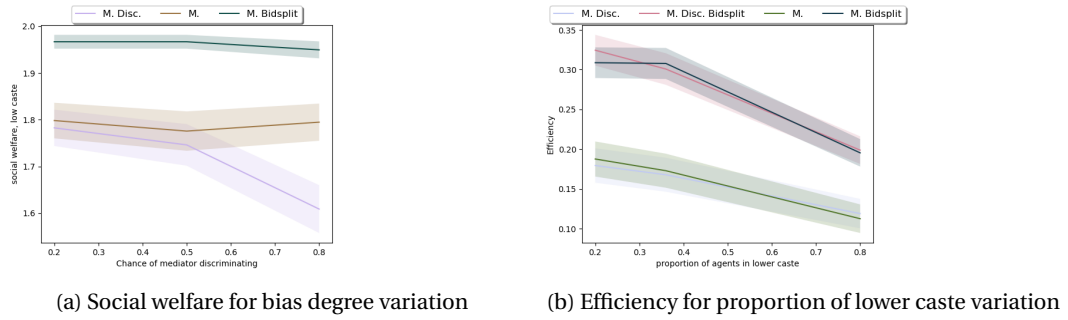 M. Disc. M. M. Bidsplit
2.0
1.9
1.8
1.7
1.6
social welfare, low caste
0.2 0.3 0.4 0.5 0.6 0.7 0.8
Chance of mediator discriminating
(a) Social welfare for bias degree variation
M. Disc. M. Disc. Bidsplit M. M. Bidsplit
0.35
0.30
0.25
0.20
0.15
0.10
Efficiency
0.2 0.3 0.4 0.5 0.6 0.7 0.8
proportion of agents in lower caste
(b) Efficiency for proportion of lower caste variation